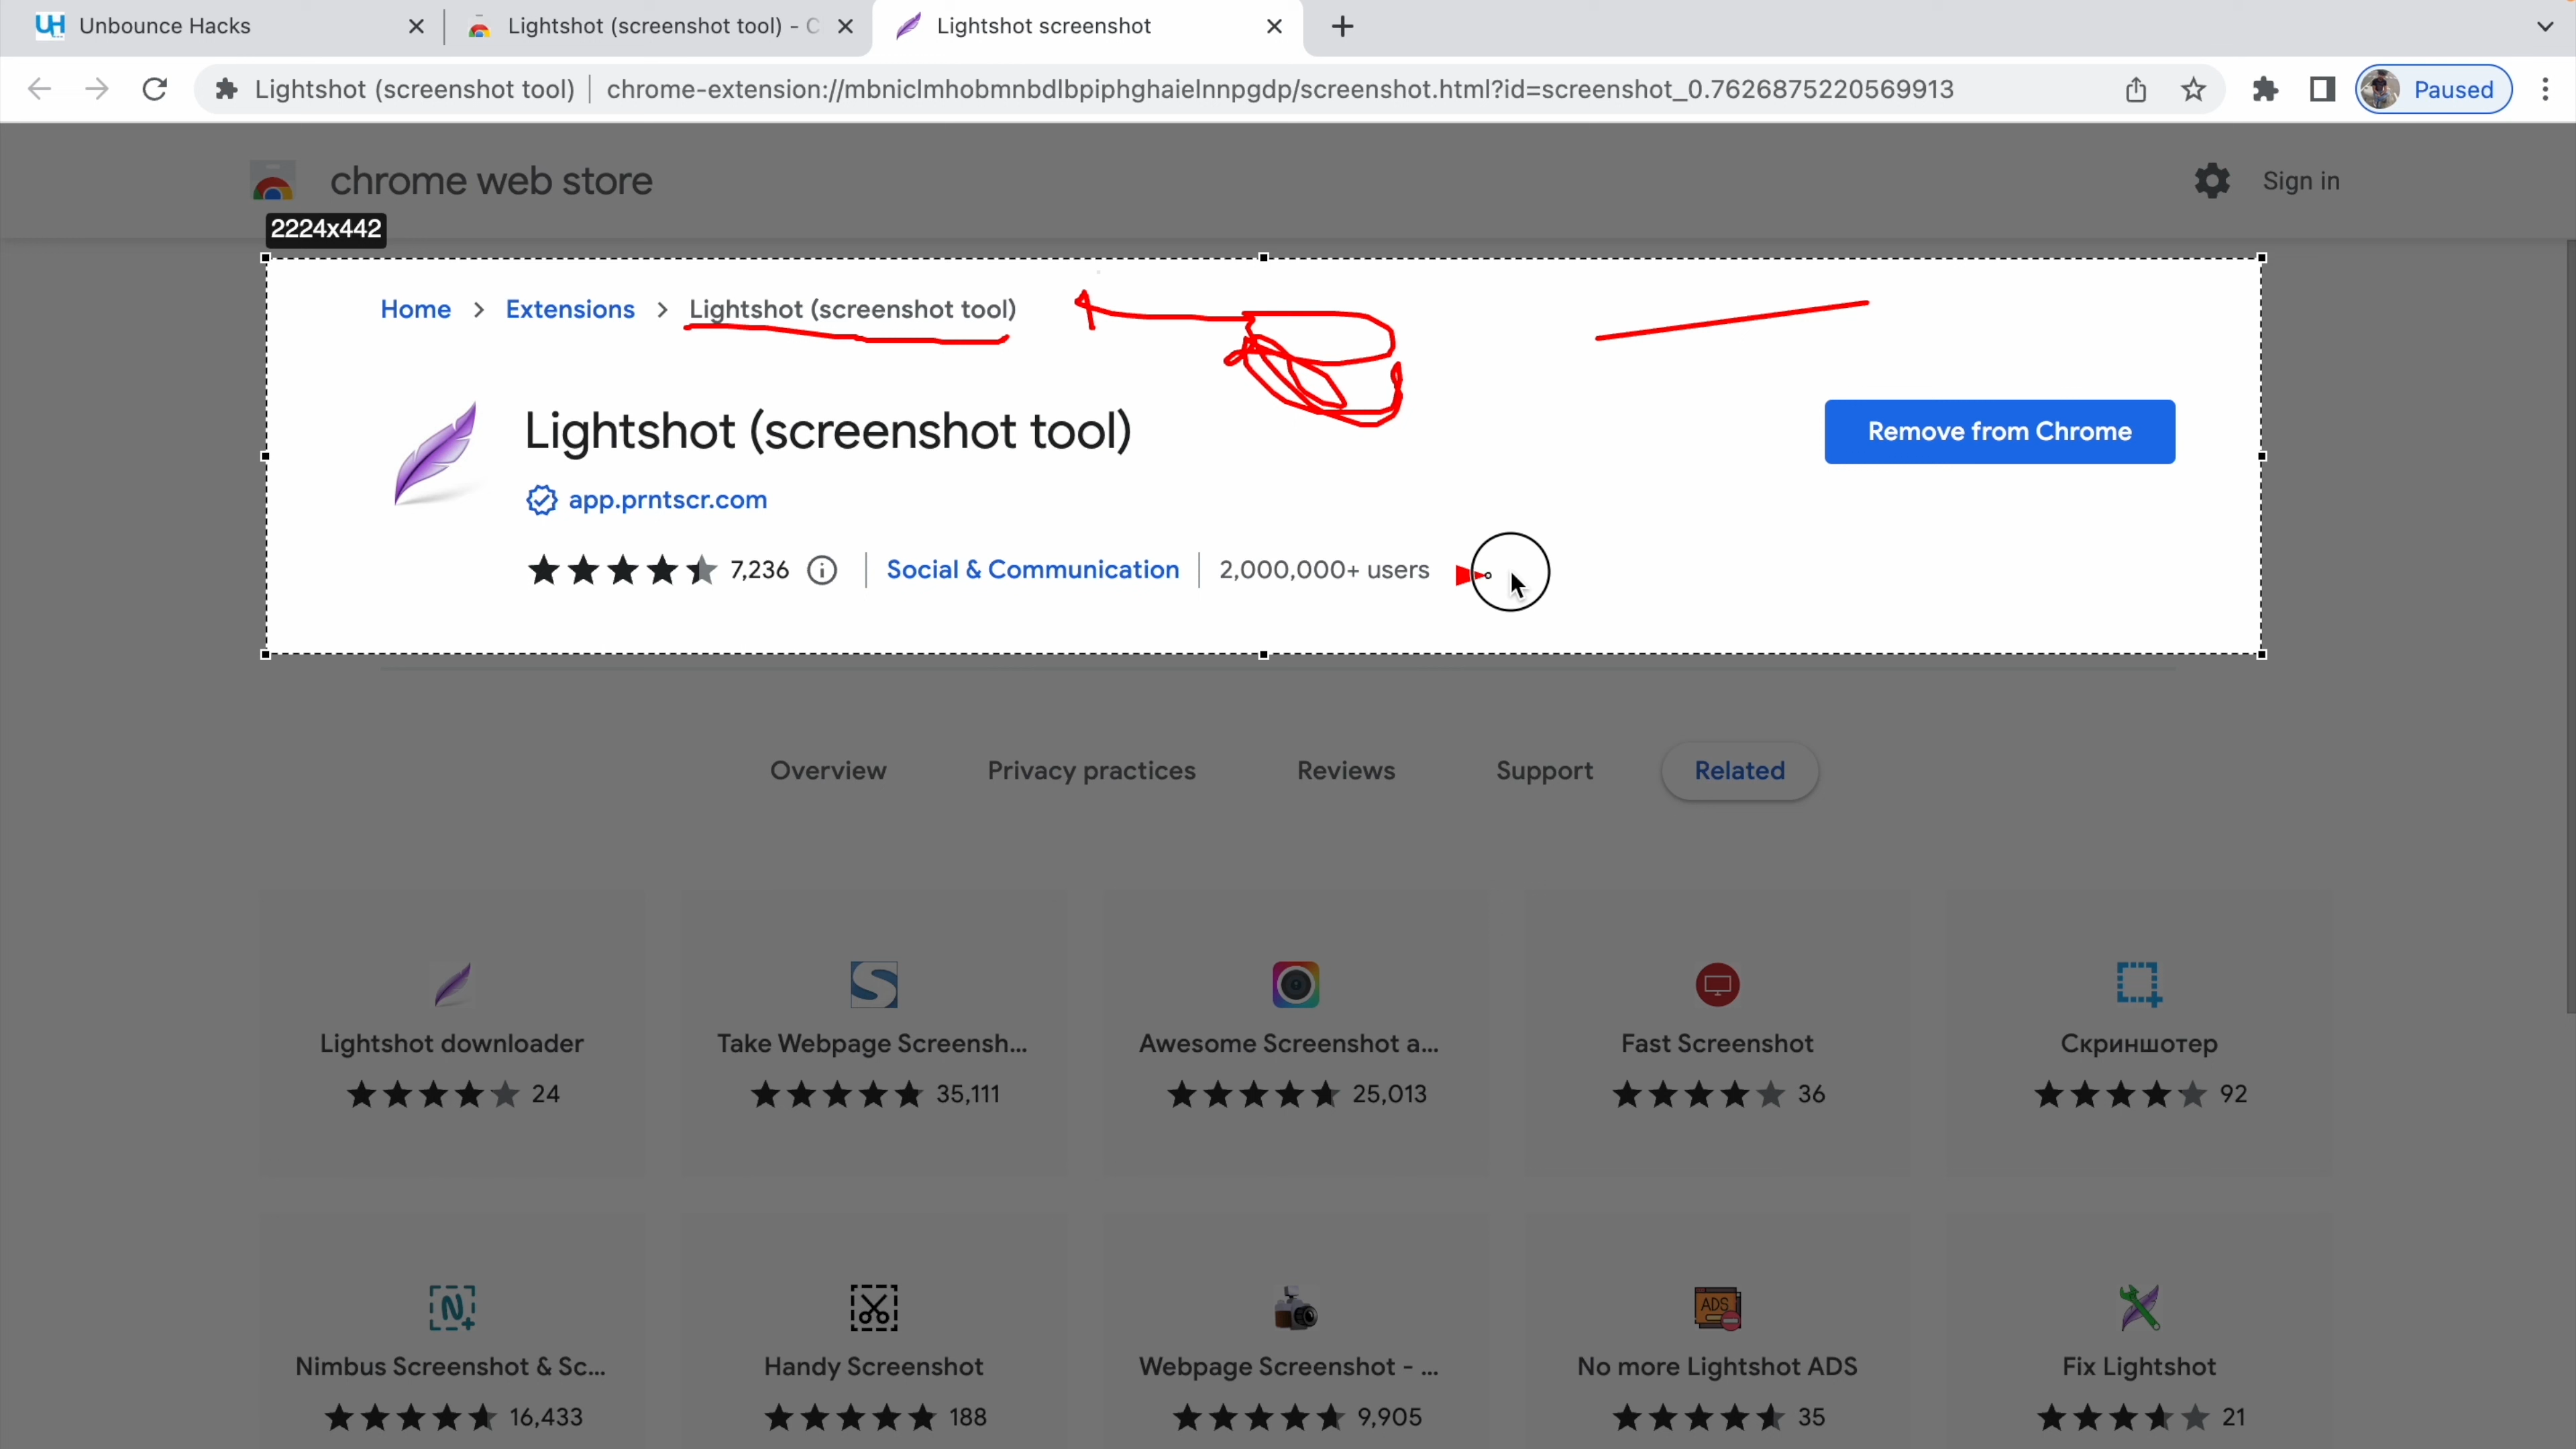 UH Unbounce Hacks
Lightshot (screenshot tool) - C
Lightshot screenshot
Lightshot (screenshot tool) | chrome-extension://mbniclmhobmnbdlbpiphghaielnnpgdp/screenshot.html?id=screenshot_0.7626875220569913
Paused
chrome web store
Sign in
2224x442
Home > Extensions > Lightshot (screenshot tool)
Lightshot (screenshot tool)
Remove from Chrome
app.prntscr.com
7,236 | Social & Communication | 2,000,000+ users
Overview Privacy practices Reviews Support Related
Lightshot downloader Take Webpage Screensh... Awesome Screenshot a... Fast Screenshot Скриншотер
24 35,111 25,013 36 92
N
ADS
Nimbus Screenshot & Sc... Handy Screenshot Webpage Screenshot - ... No more Lightshot ADS Fix Lightshot
16,433 188 9,905 35 21